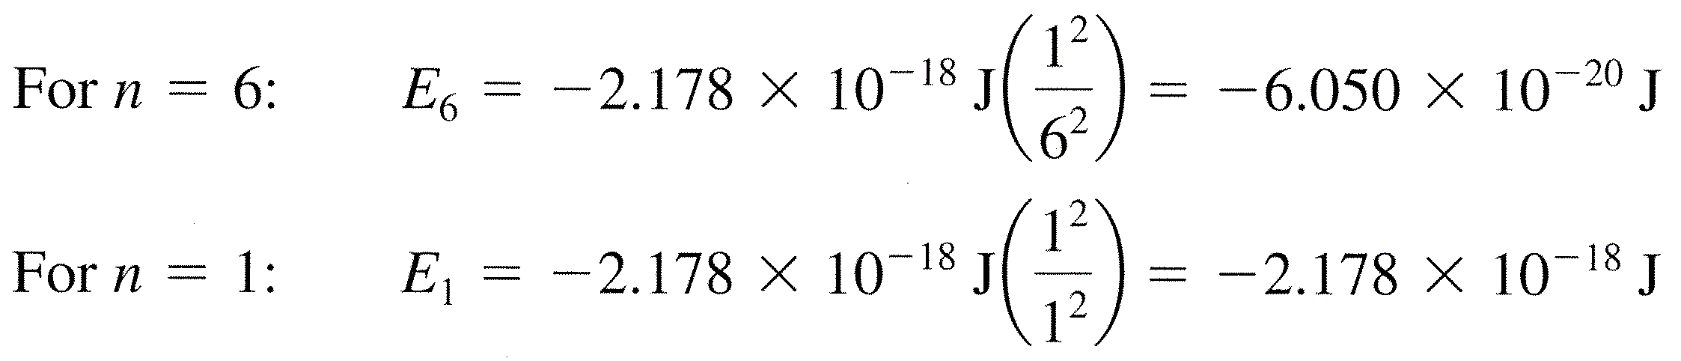 For n = 6: E₆ = −2.178 × 10⁻¹⁸ J(1²/6²) = −6.050 × 10⁻²⁰ J
For n = 1: E₁ = −2.178 × 10⁻¹⁸ J(1²/1²) = −2.178 × 10⁻¹⁸ J